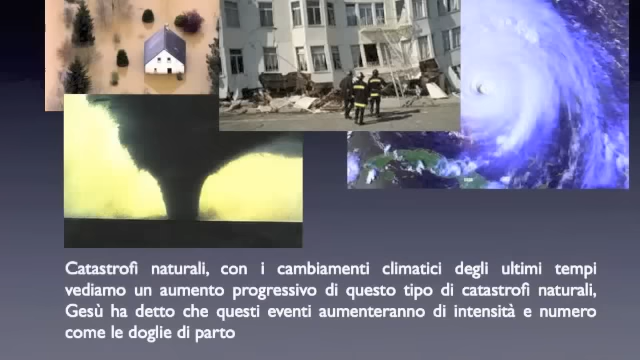 Catastrofi naturali, con i cambiamenti climatici degli ultimi tempi
vediamo un aumento progressivo di questo tipo di catastrofi naturali,
Gesù ha detto che questi eventi aumenteranno di intensità e numero
come le doglie di parto